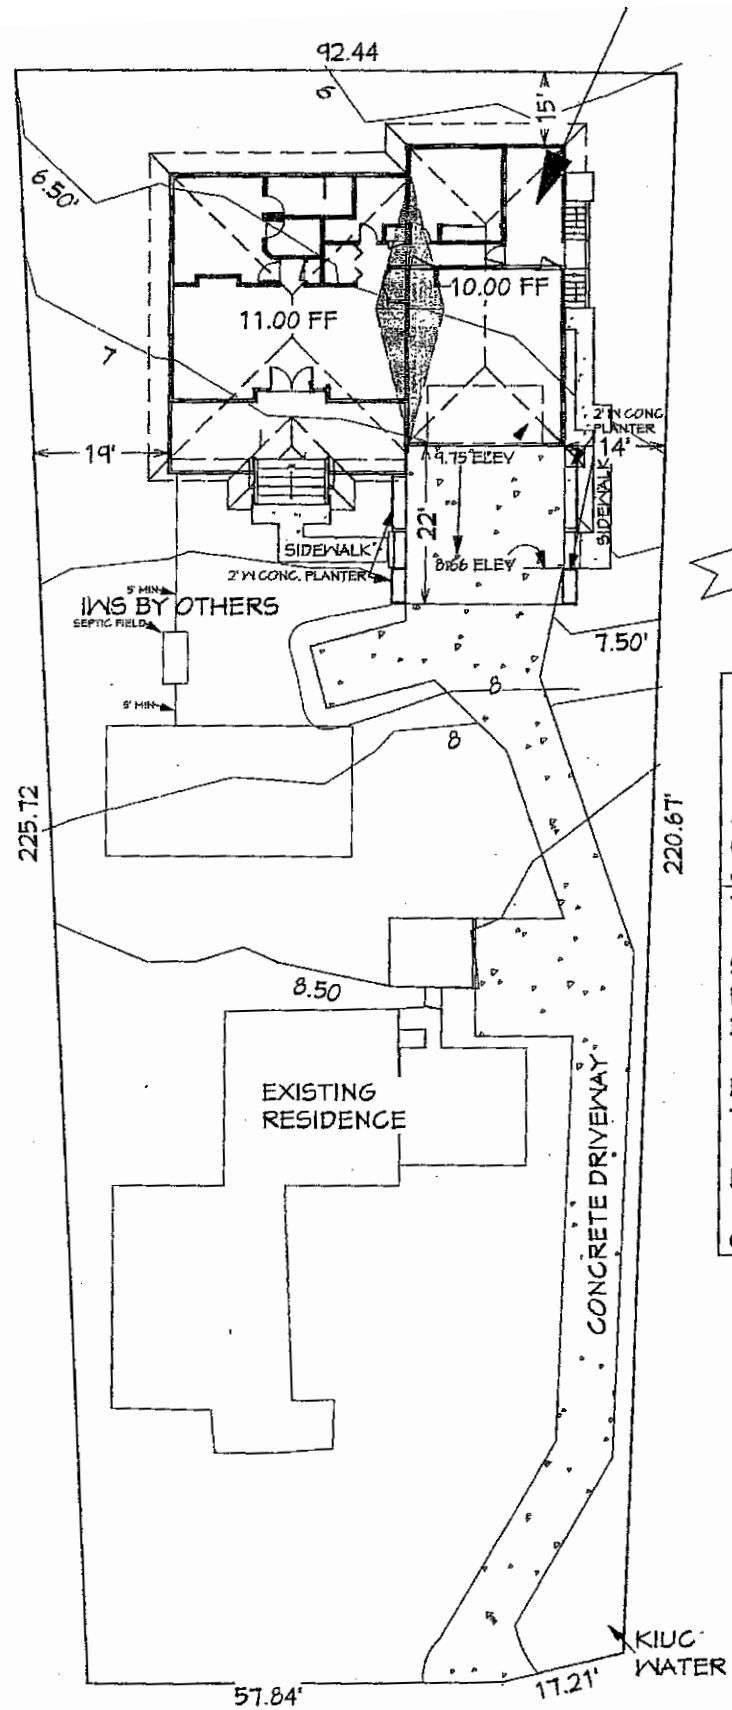 92.44
6
15'
6.50'
10.00 FF
11.00 FF
7
2' W CONC.
PLANTER
19'
14'
9.75 ELEV
22'
SIDEWALK
SIDEWALK
8.66 ELEV
2' W CONC. PLANTER
5' MIN
IWS BY OTHERS
SEPTIC FIELD
7.50'
5' MIN
8
8
225.72
220.67'
8.50
EXISTING
RESIDENCE
CONCRETE DRIVEWAY
KIUC
WATER
57.84'
17.21'